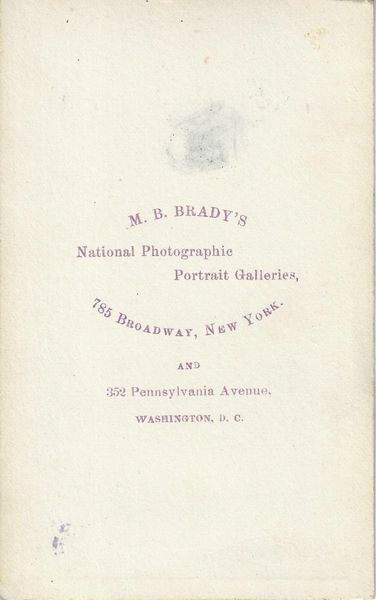 M. B. BRADY'S
National Photographic
Portrait Galleries,
785 BROADWAY, NEW YORK.
AND
352 Pennsylvania Avenue,
WASHINGTON, D. C.